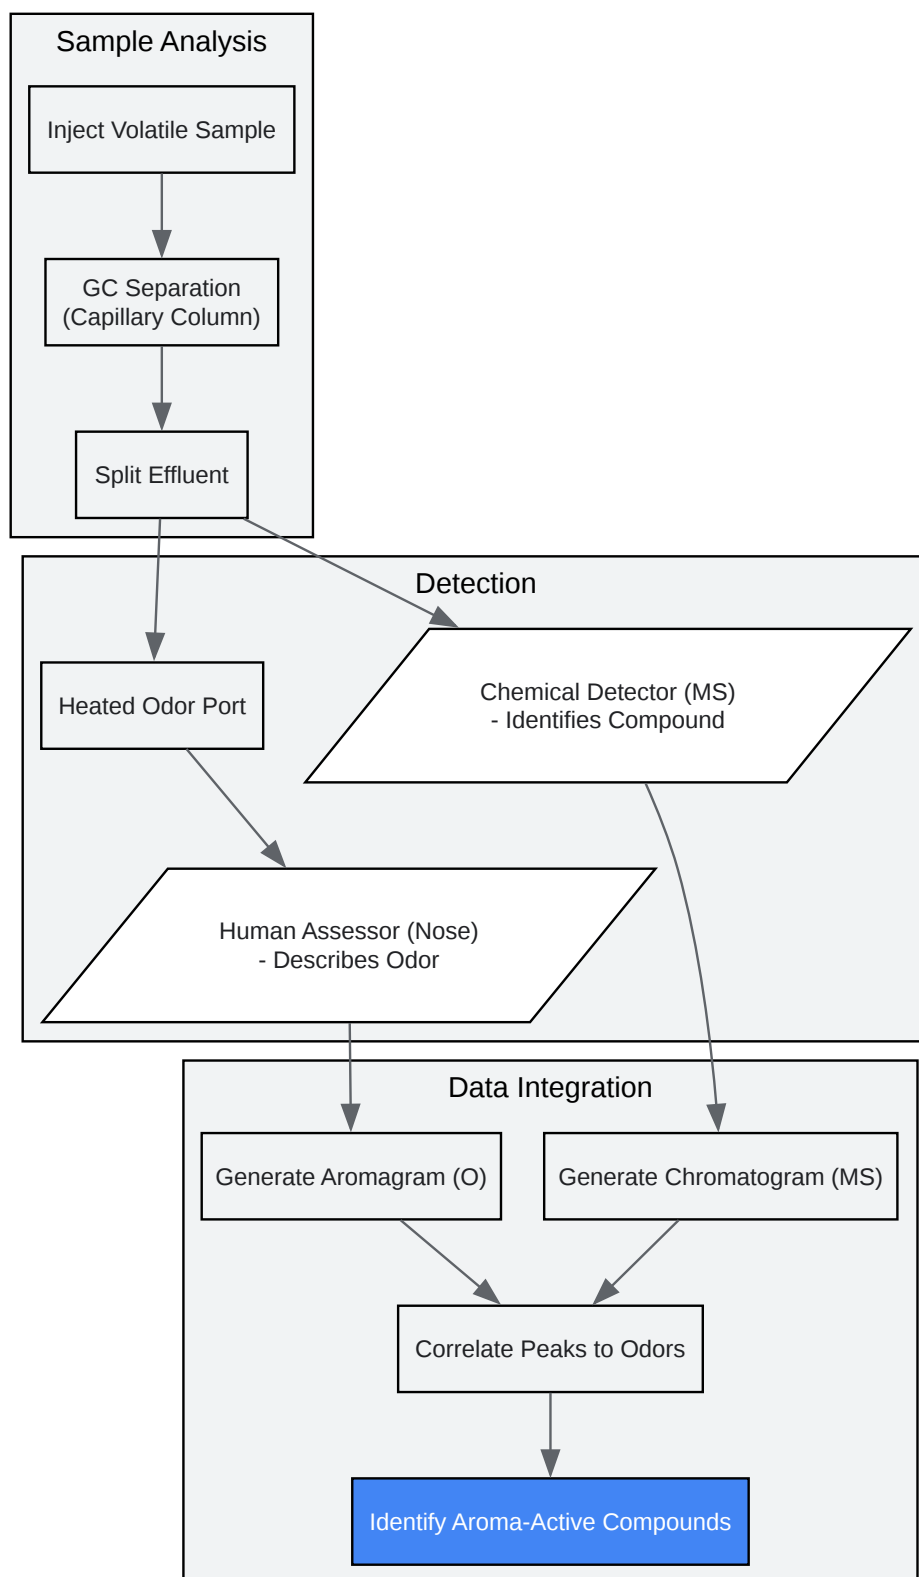 Sample Analysis
Inject Volatile Sample
GC Separation
(Capillary Column)
Split Effluent
Detection
Heated Odor Port
Chemical Detector (MS)
- Identifies Compound
Human Assessor (Nose)
- Describes Odor
Data Integration
Generate Aromagram (O)
Generate Chromatogram (MS)
Correlate Peaks to Odors
Identify Aroma-Active Compounds